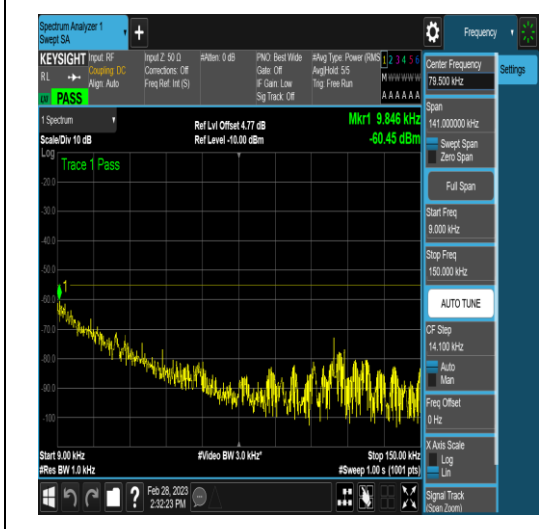 Spectrum Analyzer 1
Swept SA
Frequency
KEYSIGHT
RL
Input: RF
Coupling: DC
Align: Auto
Input Z: 50 Ω
Corrections: Off
Freq Ref: Int (S)
#Atten: 0 dB
PNO: Best Wide
Gate: Off
IF Gain: Low
Sig Track: Off
#Avg Type: Power (RMS
Avg|Hold: 5/5
Trig: Free Run
1 2 3 4 5 6
M W W W W W
A A A A A A
PASS
1 Spectrum
Scale/Div 10 dB
Ref Lvl Offset 4.77 dB
Ref Level -10.00 dBm
Mkr1 9.846 kHz
-60.45 dBm
Log
Trace 1 Pass
-20.0
-30.0
-40.0
-50.0
1
-60.0
-70.0
-80.0
-90.0
-100
Start 9.00 kHz
#Res BW 1.0 kHz
#Video BW 3.0 kHz*
Stop 150.00 kHz
#Sweep 1.00 s (1001 pts)
Feb 28, 2023
2:32:23 PM
Center Frequency
79.500 kHz
Settings
Span
141.000000 kHz
Swept Span
Zero Span
Full Span
Start Freq
9.000 kHz
Stop Freq
150.000 kHz
AUTO TUNE
CF Step
14.100 kHz
Auto
Man
Freq Offset
0 Hz
X Axis Scale
Log
Lin
Signal Track
(Span Zoom)